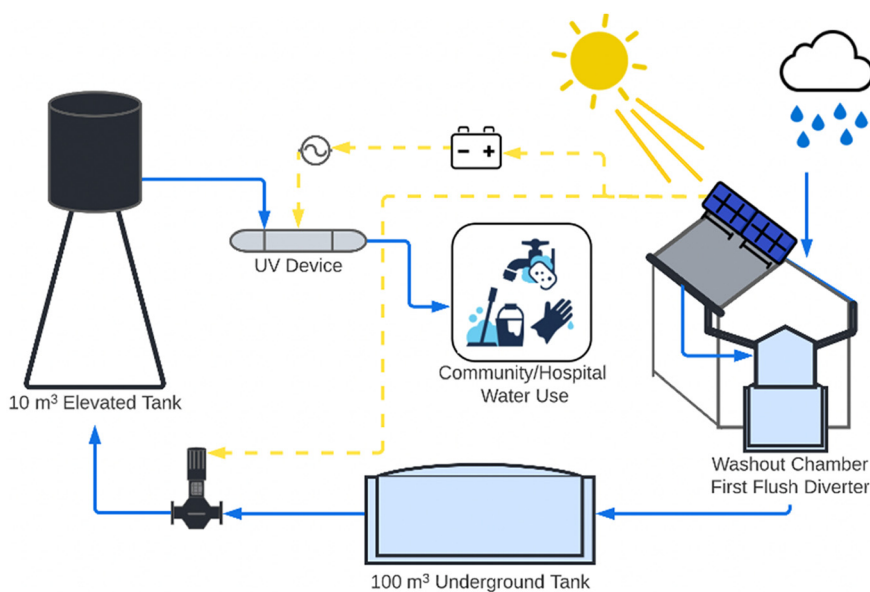 UV Device
10 m³ Elevated Tank
Community/Hospital
Water Use
Washout Chamber
First Flush Diverter
100 m³ Underground Tank